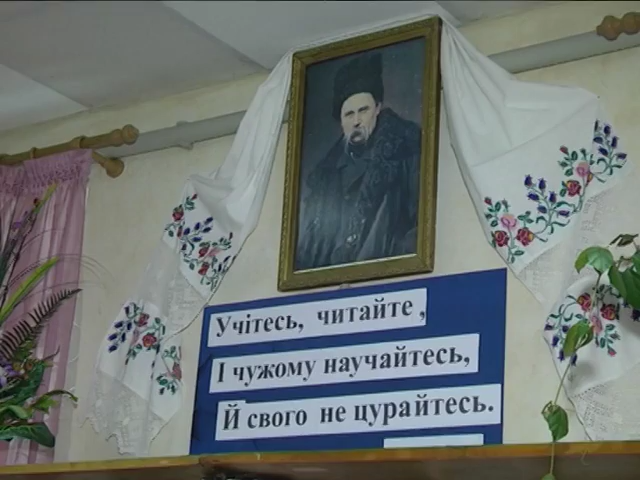 Учітесь, читайте,
І чужому научайтесь,
Й свого не цурайтесь.